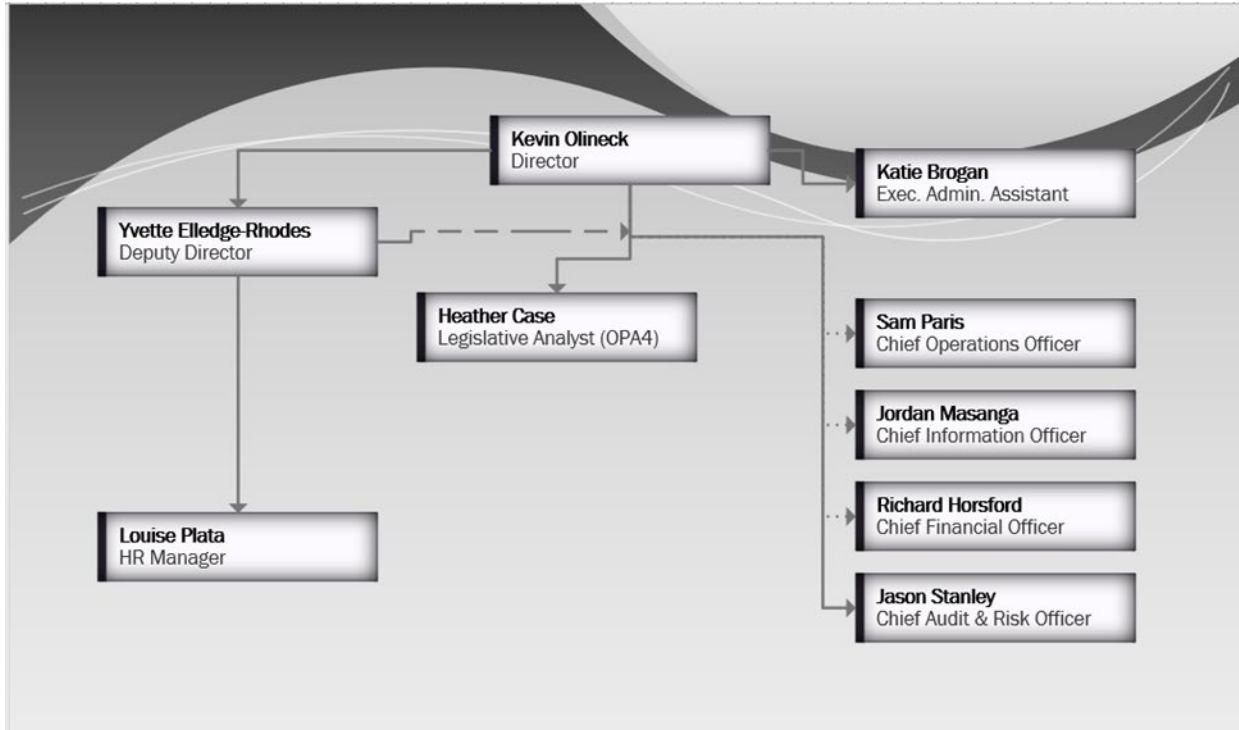 Kevin Olineck
Director
Katie Brogan
Exec. Admin. Assistant
Yvette Elledge-Rhodes
Deputy Director
Heather Case
Legislative Analyst (OPA4)
Sam Paris
Chief Operations Officer
Jordan Masanga
Chief Information Officer
Richard Horsford
Chief Financial Officer
Louise Plata
HR Manager
Jason Stanley
Chief Audit & Risk Officer